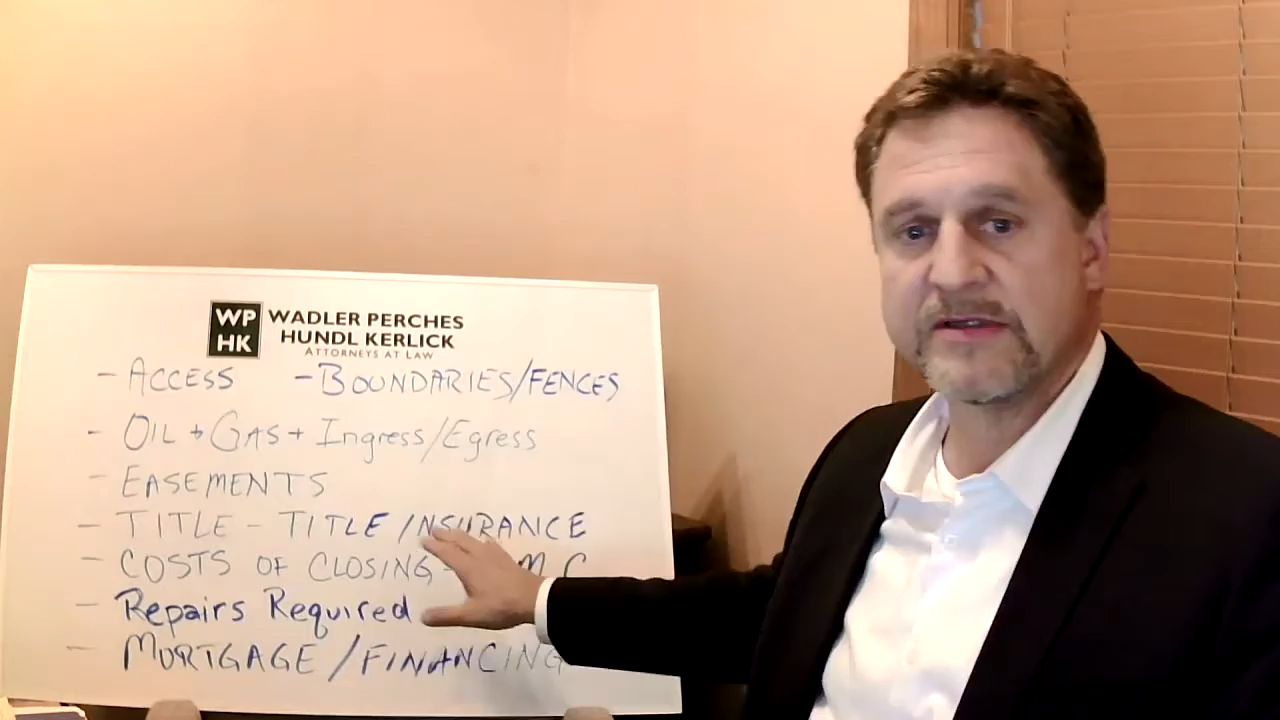 WP HK WADLER PERCHES
HUNDL KERLICK
ATTORNEYS AT LAW
- ACCESS - BOUNDARIES/FENCES
- OIL + GAS + Ingress/Egress
- EASEMENTS
- TITLE - TITLE INSURANCE
- COSTS OF CLOSING -
- Repairs Required
- MORTGAGE / FINANCING